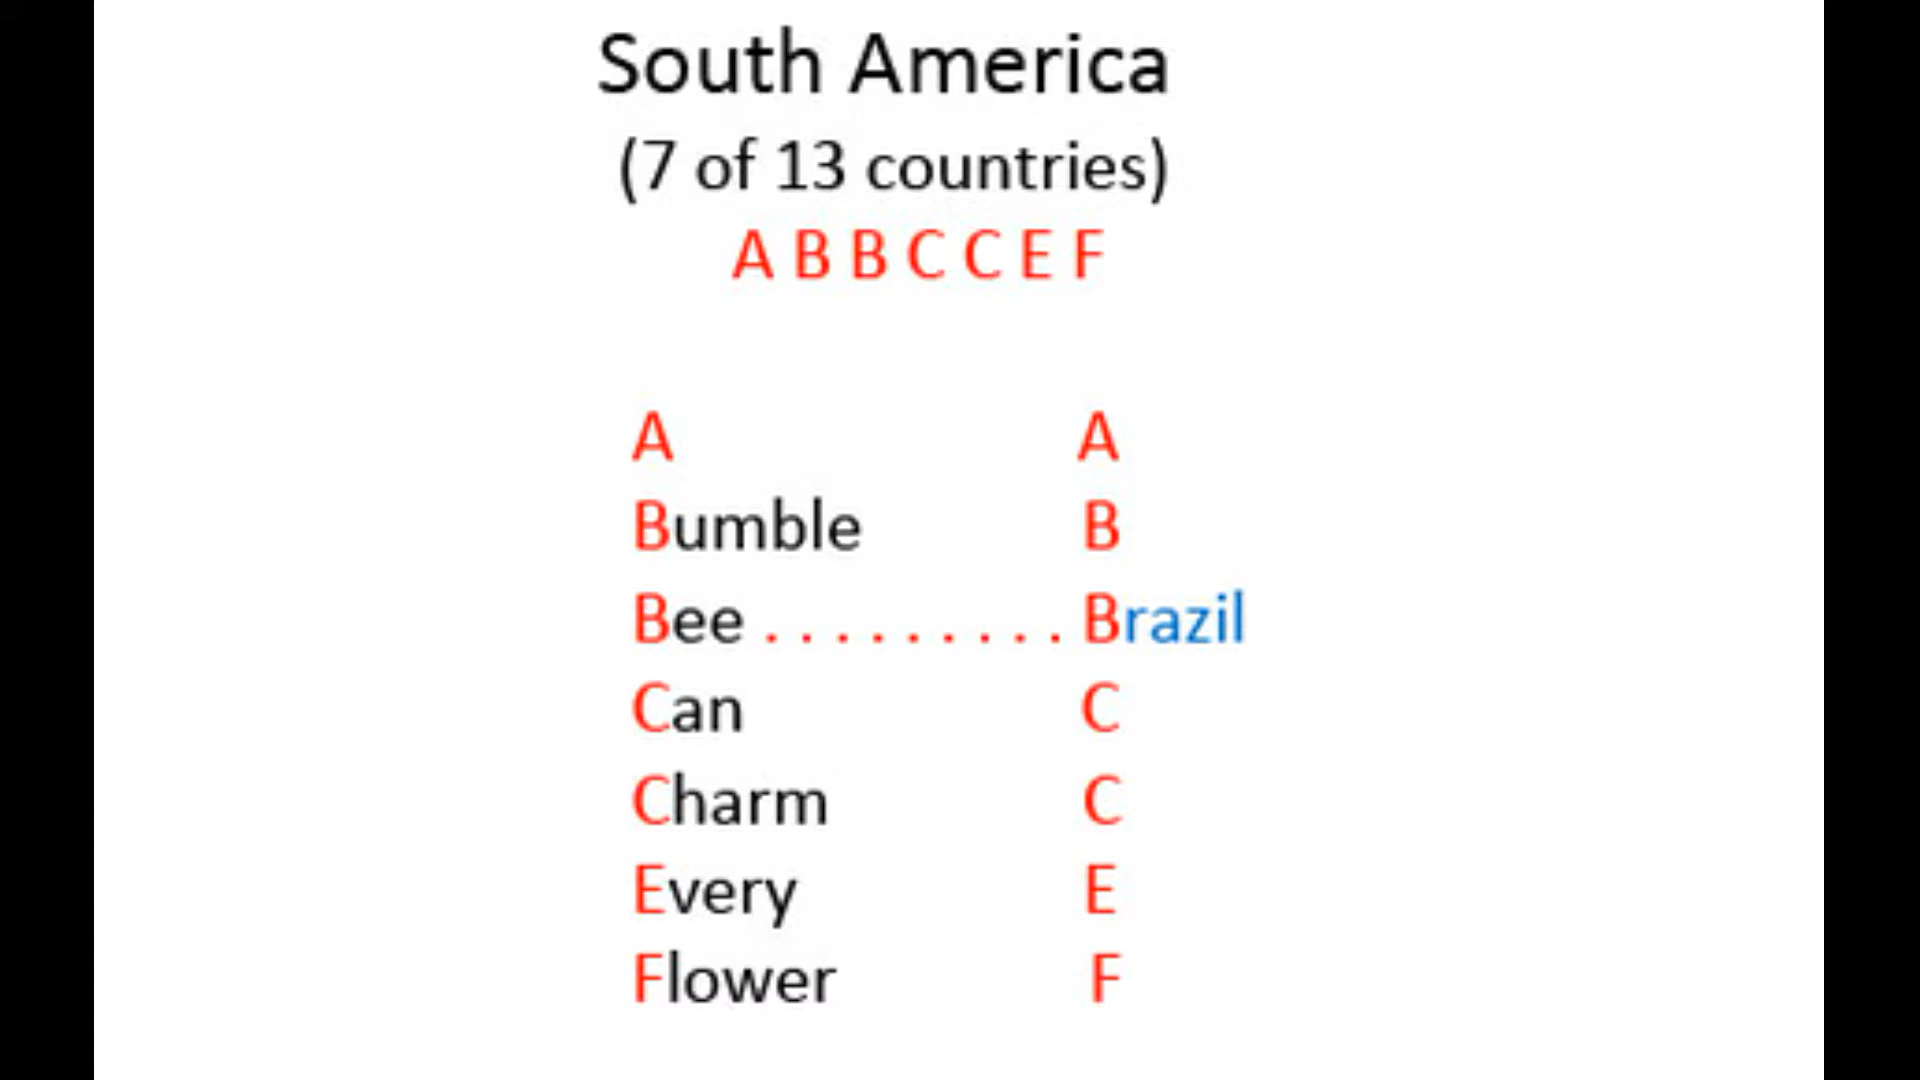 South America
(7 of 13 countries)
A B B C C E F
A A
Bumble B
Bee . . . . . . . . . Brazil
Can C
Charm C
Every E
Flower F